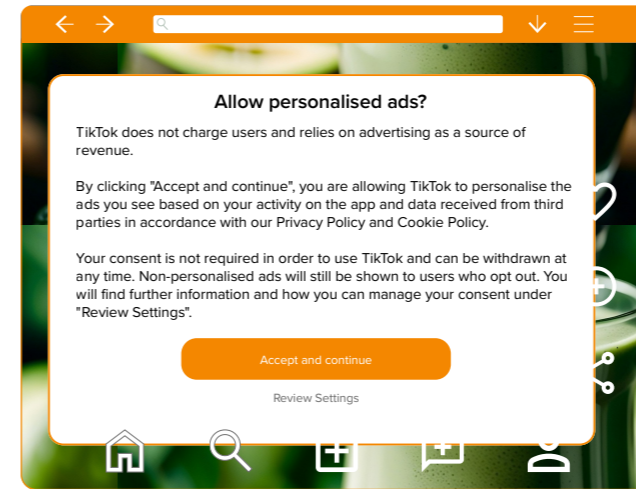 Allow personalised ads?
TikTok does not charge users and relies on advertising as a source of
revenue.
By clicking "Accept and continue", you are allowing TikTok to personalise the
ads you see based on your activity on the app and data received from third
parties in accordance with our Privacy Policy and Cookie Policy.
Your consent is not required in order to use TikTok and can be withdrawn at
any time. Non-personalised ads will still be shown to users who opt out. You
will find further information and how you can manage your consent under
"Review Settings".
Accept and continue
Review Settings